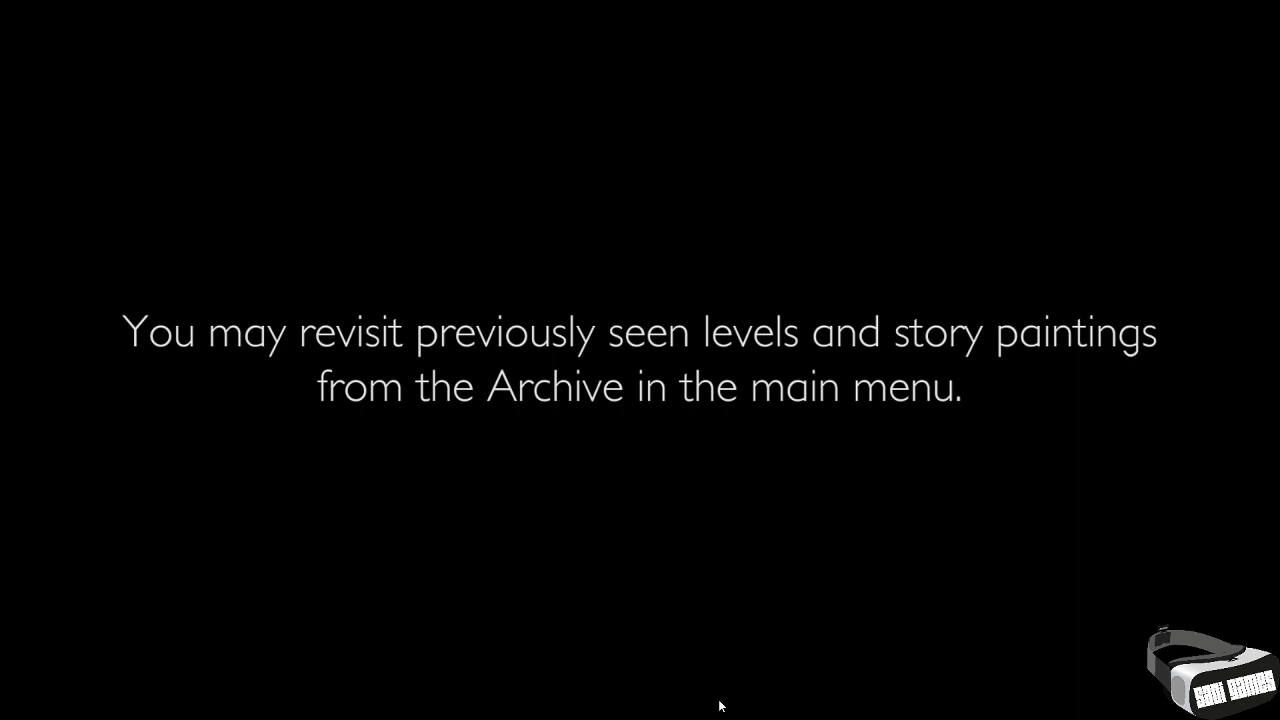 You may revisit previously seen levels and story paintings
from the Archive in the main menu.